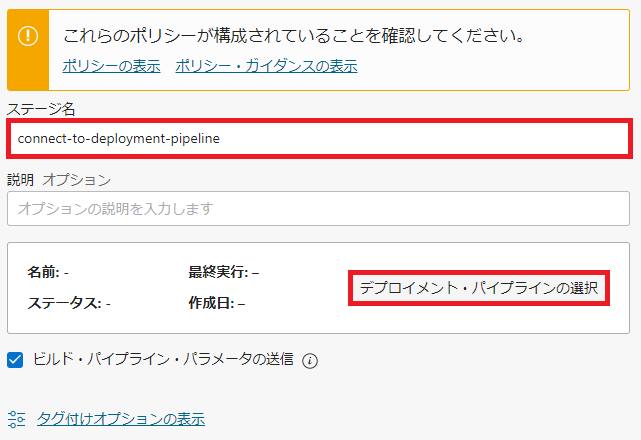 これらのポリシーが構成されていることを確認してください。
ポリシーの表示 ポリシー・ガイダンスの表示
ステージ名
connect-to-deployment-pipeline
説明 オプション
オプションの説明を入力します
名前: - 最終実行: –
デプロイメント・パイプラインの選択
ステータス: - 作成日: –
ビルド・パイプライン・パラメータの送信
タグ付けオプションの表示